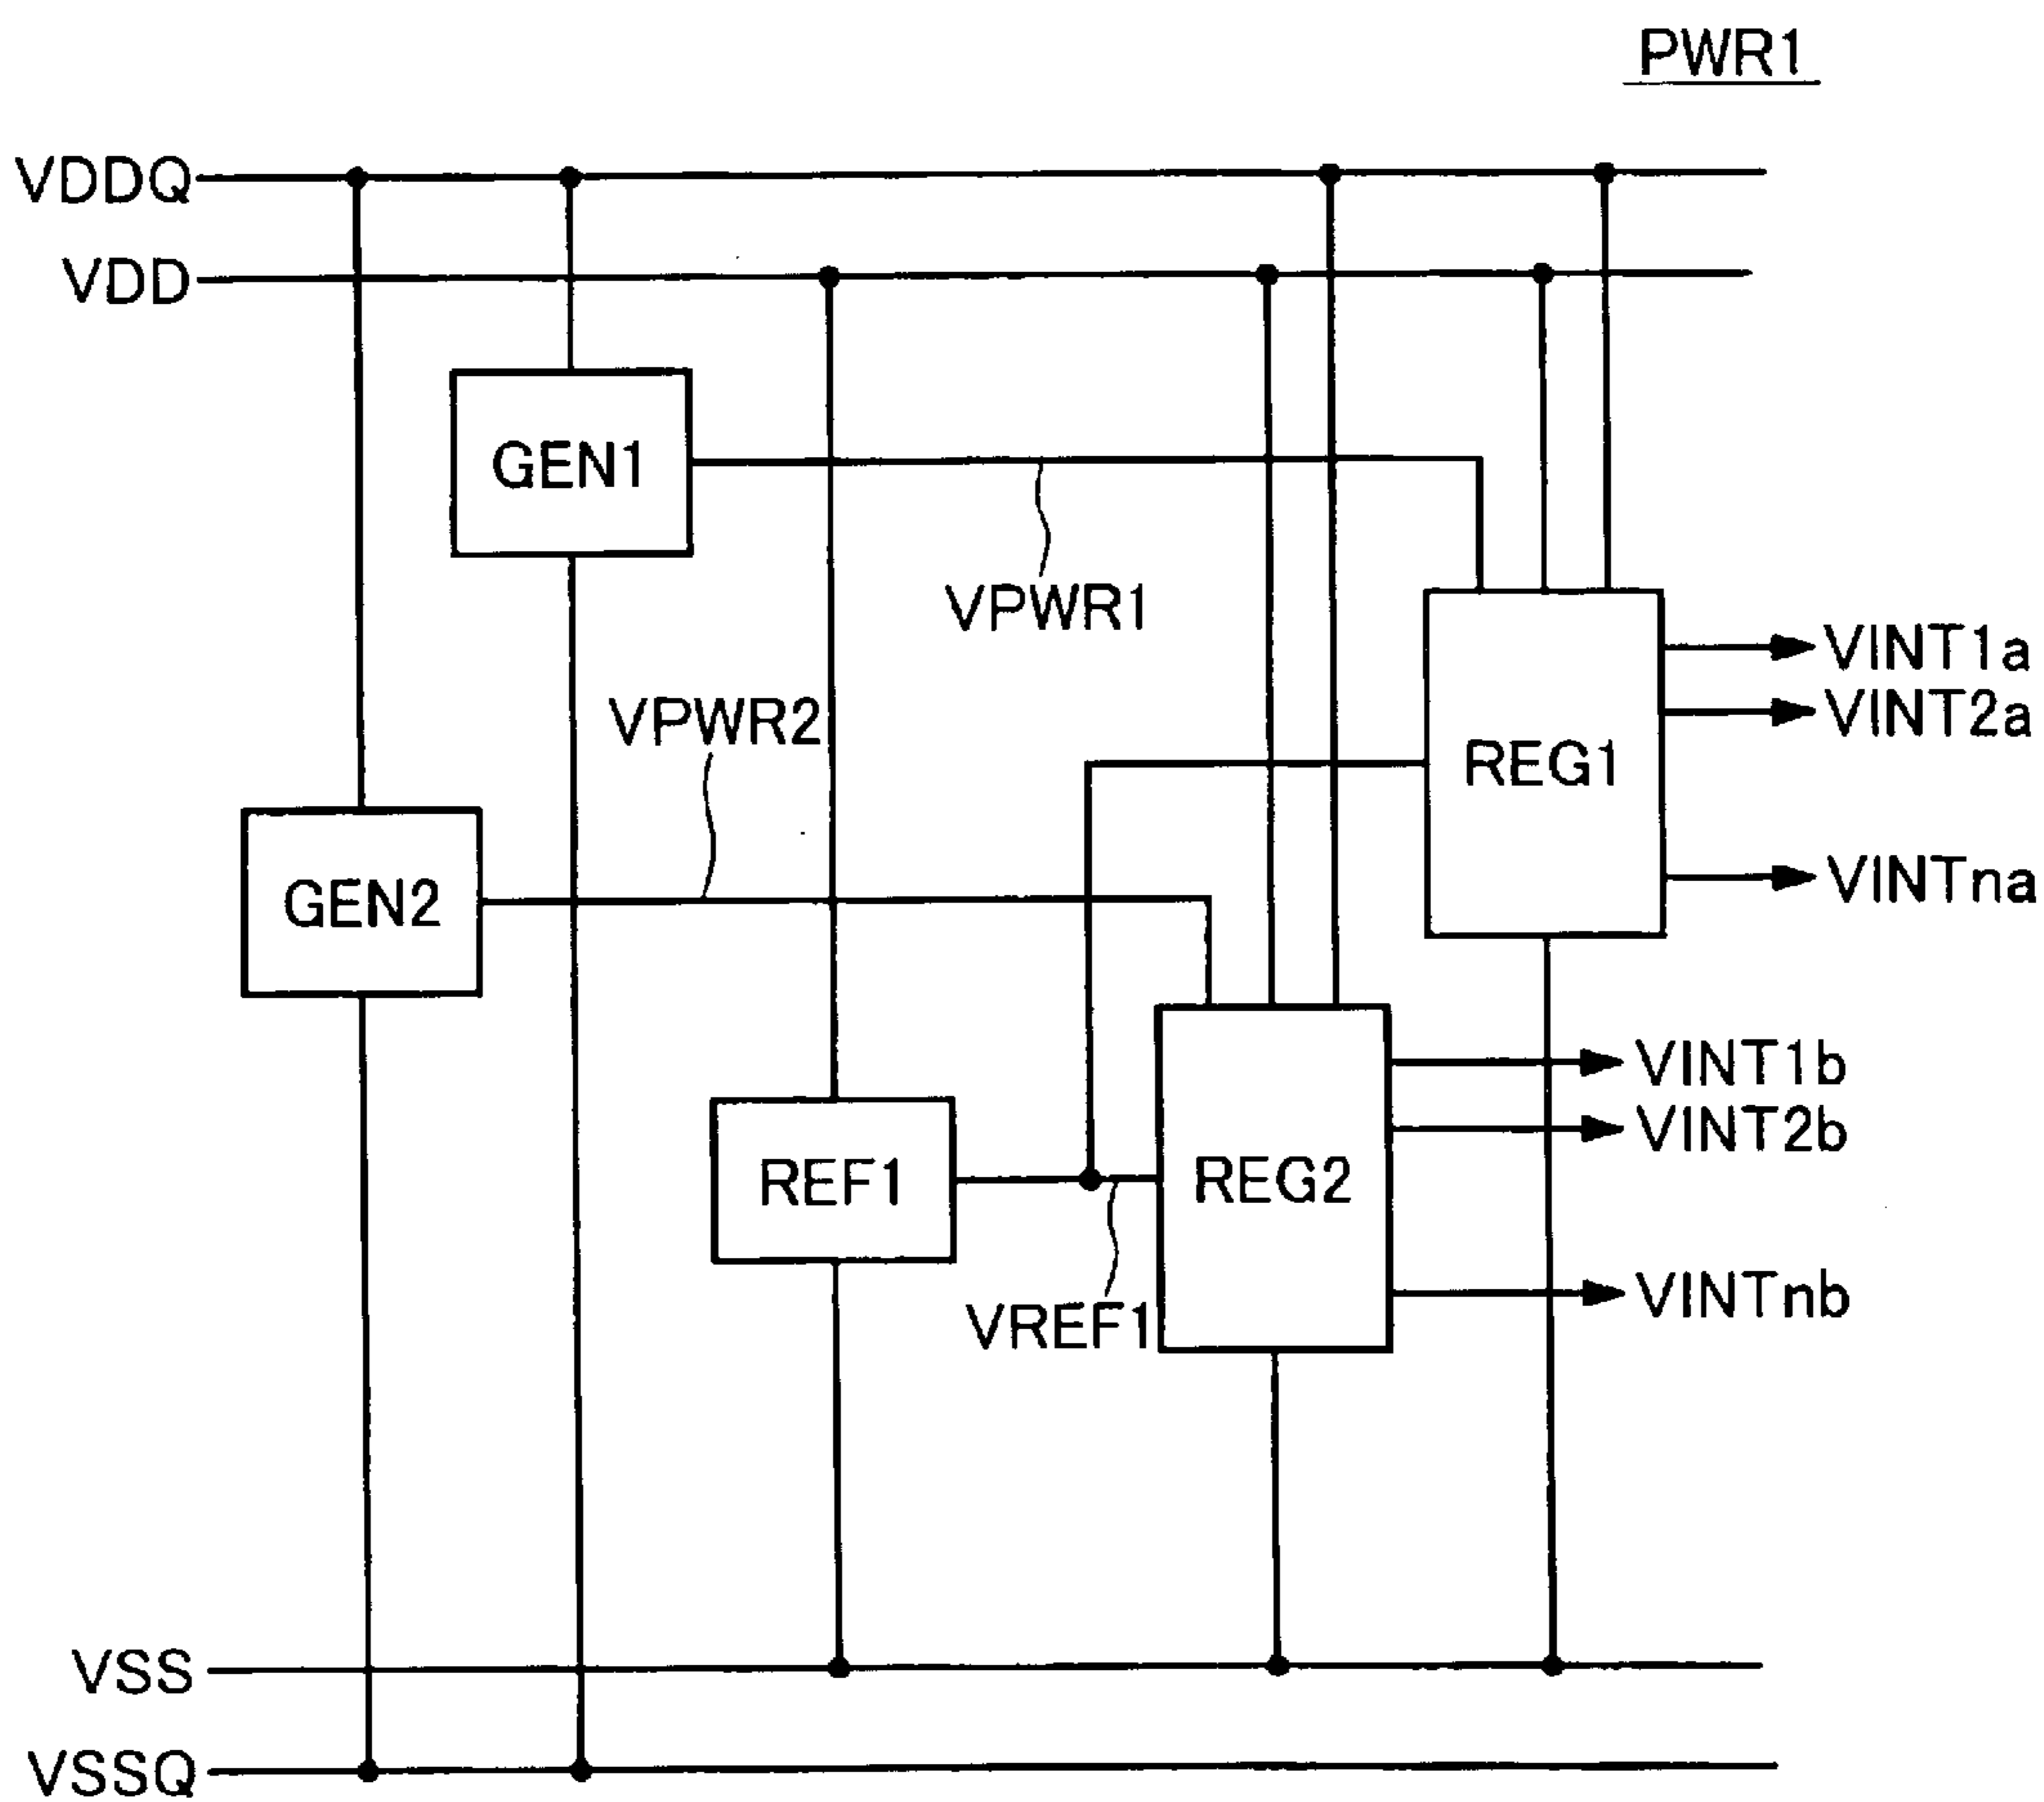 PWR1
VDDQ
VDD
GEN1
VPWR1
VINT1a
VPWR2
VINT2a
REG1
VINTna
GEN2
VINT1b
VINT2b
REF1
REG2
VINTnb
VREF1
VSS
VSSQ